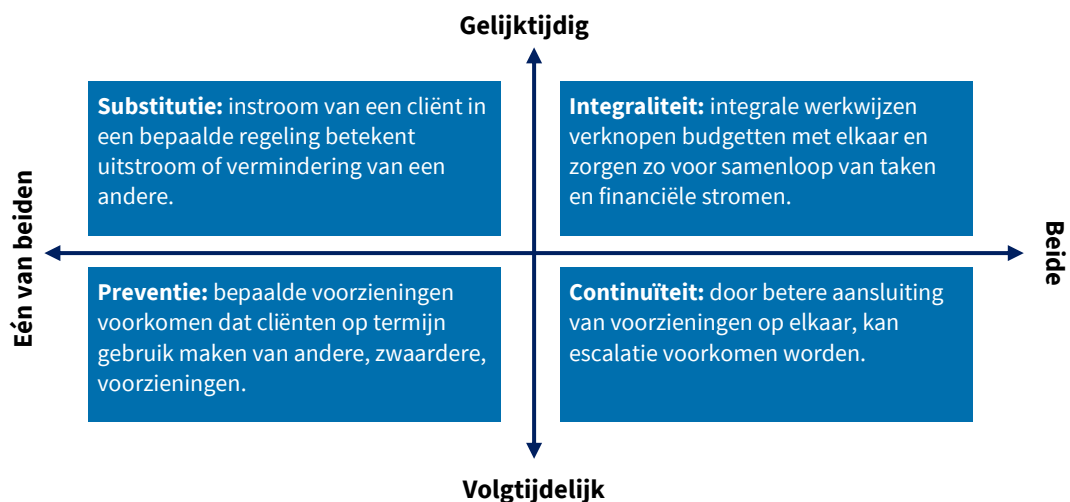 Gelijktijdig
Substitutie: instroom van een cliënt in
een bepaalde regeling betekent
uitstroom of vermindering van een
andere.
Integraliteit: integrale werkwijzen
verknopen budgetten met elkaar en
zorgen zo voor samenloop van taken
en financiële stromen.
Eén van beiden
Beide
Preventie: bepaalde voorzieningen
voorkomen dat cliënten op termijn
gebruik maken van andere, zwaardere,
voorzieningen.
Continuïteit: door betere aansluiting
van voorzieningen op elkaar, kan
escalatie voorkomen worden.
Volgtijdelijk